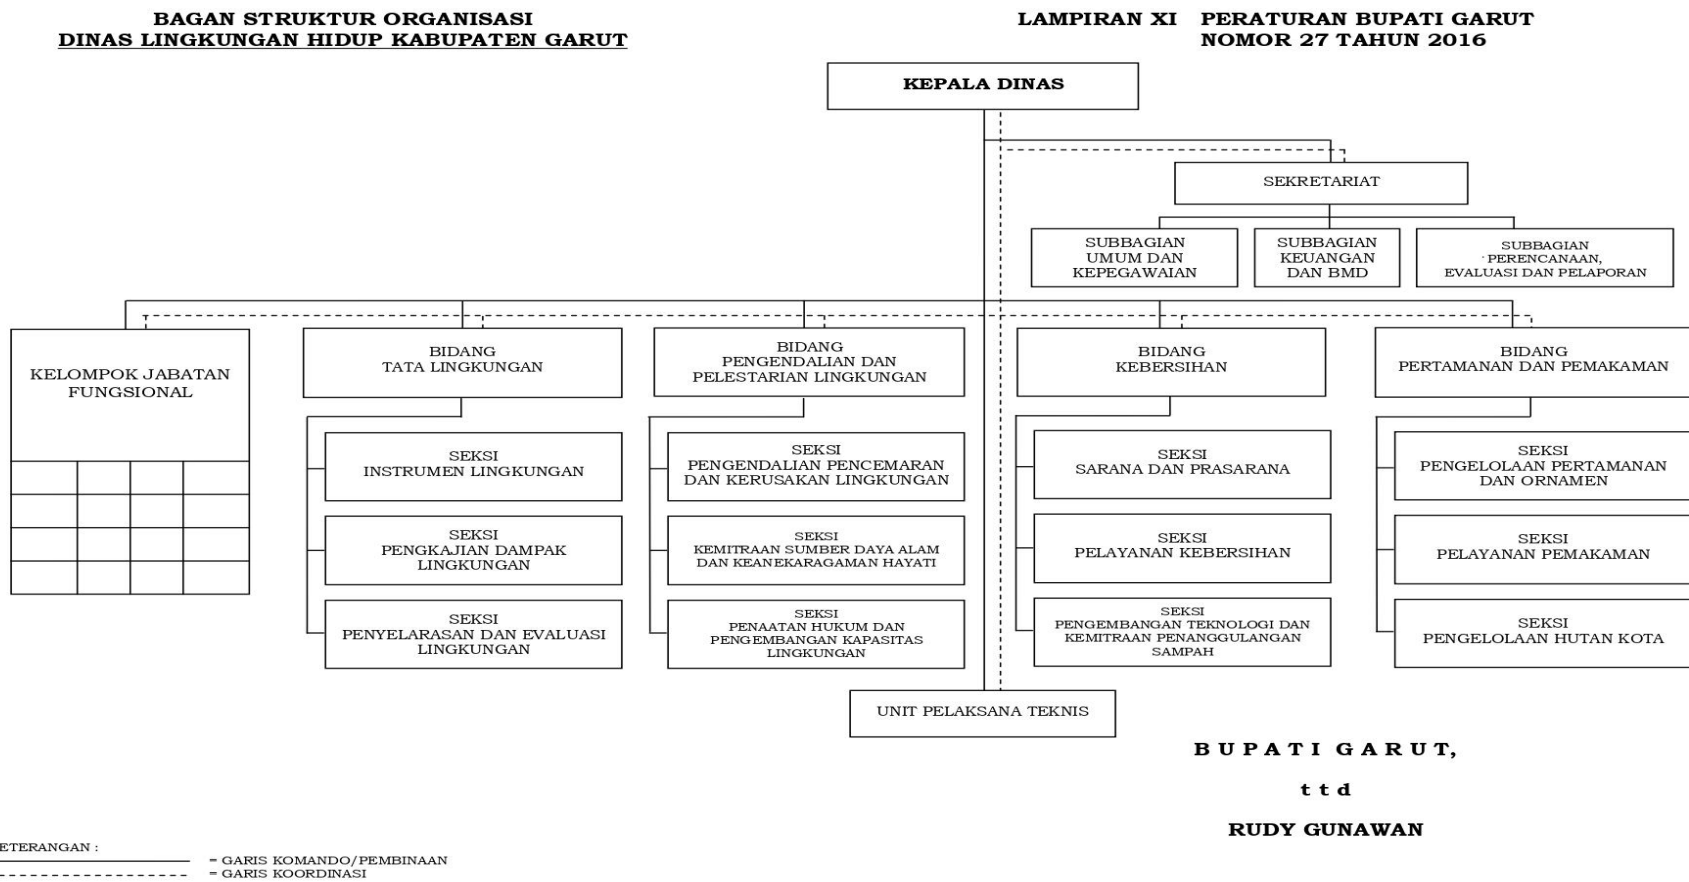 BAGAN STRUKTUR ORGANISASI
DINAS LINGKUNGAN HIDUP KABUPATEN GARUT
LAMPIRAN XI PERATURAN BUPATI GARUT
NOMOR 27 TAHUN 2016
KEPALA DINAS
SEKRETARIAT
SUBBAGIAN
UMUM DAN
KEPEGAWAIAN
SUBBAGIAN
KEUANGAN
DAN BMD
SUBBAGIAN
PERENCANAAN,
EVALUASI DAN PELAPORAN
KELOMPOK JABATAN
FUNGSIONAL
BIDANG
TATA LINGKUNGAN
BIDANG
PENGENDALIAN DAN
PELESTARIAN LINGKUNGAN
BIDANG
KEBERSIHAN
BIDANG
PERTAMANAN DAN PEMAKAMAN
SEKSI
INSTRUMEN LINGKUNGAN
SEKSI
PENGKAJIAN DAMPAK
LINGKUNGAN
SEKSI
PENYELARASAN DAN EVALUASI
LINGKUNGAN
SEKSI
PENGENDALIAN PENCEMARAN
DAN KERUSAKAN LINGKUNGAN
SEKSI
KEMITRAAN SUMBER DAYA ALAM
DAN KEANEKARAGAMAN HAYATI
SEKSI
PENAATAN HUKUM DAN
PENGEMBANGAN KAPASITAS
LINGKUNGAN
SEKSI
SARANA DAN PRASARANA
SEKSI
PELAYANAN KEBERSIHAN
SEKSI
PENGEMBANGAN TEKNOLOGI DAN
KEMITRAAN PENANGGULANGAN
SAMPAH
SEKSI
PENGELOLAAN PERTAMANAN
DAN ORNAMEN
SEKSI
PELAYANAN PEMAKAMAN
SEKSI
PENGELOLAAN HUTAN KOTA
UNIT PELAKSANA TEKNIS
B U P A T I G A R U T,
t t d
RUDY GUNAWAN
ETERANGAN :
= GARIS KOMANDO/PEMBINAAN
= GARIS KOORDINASI